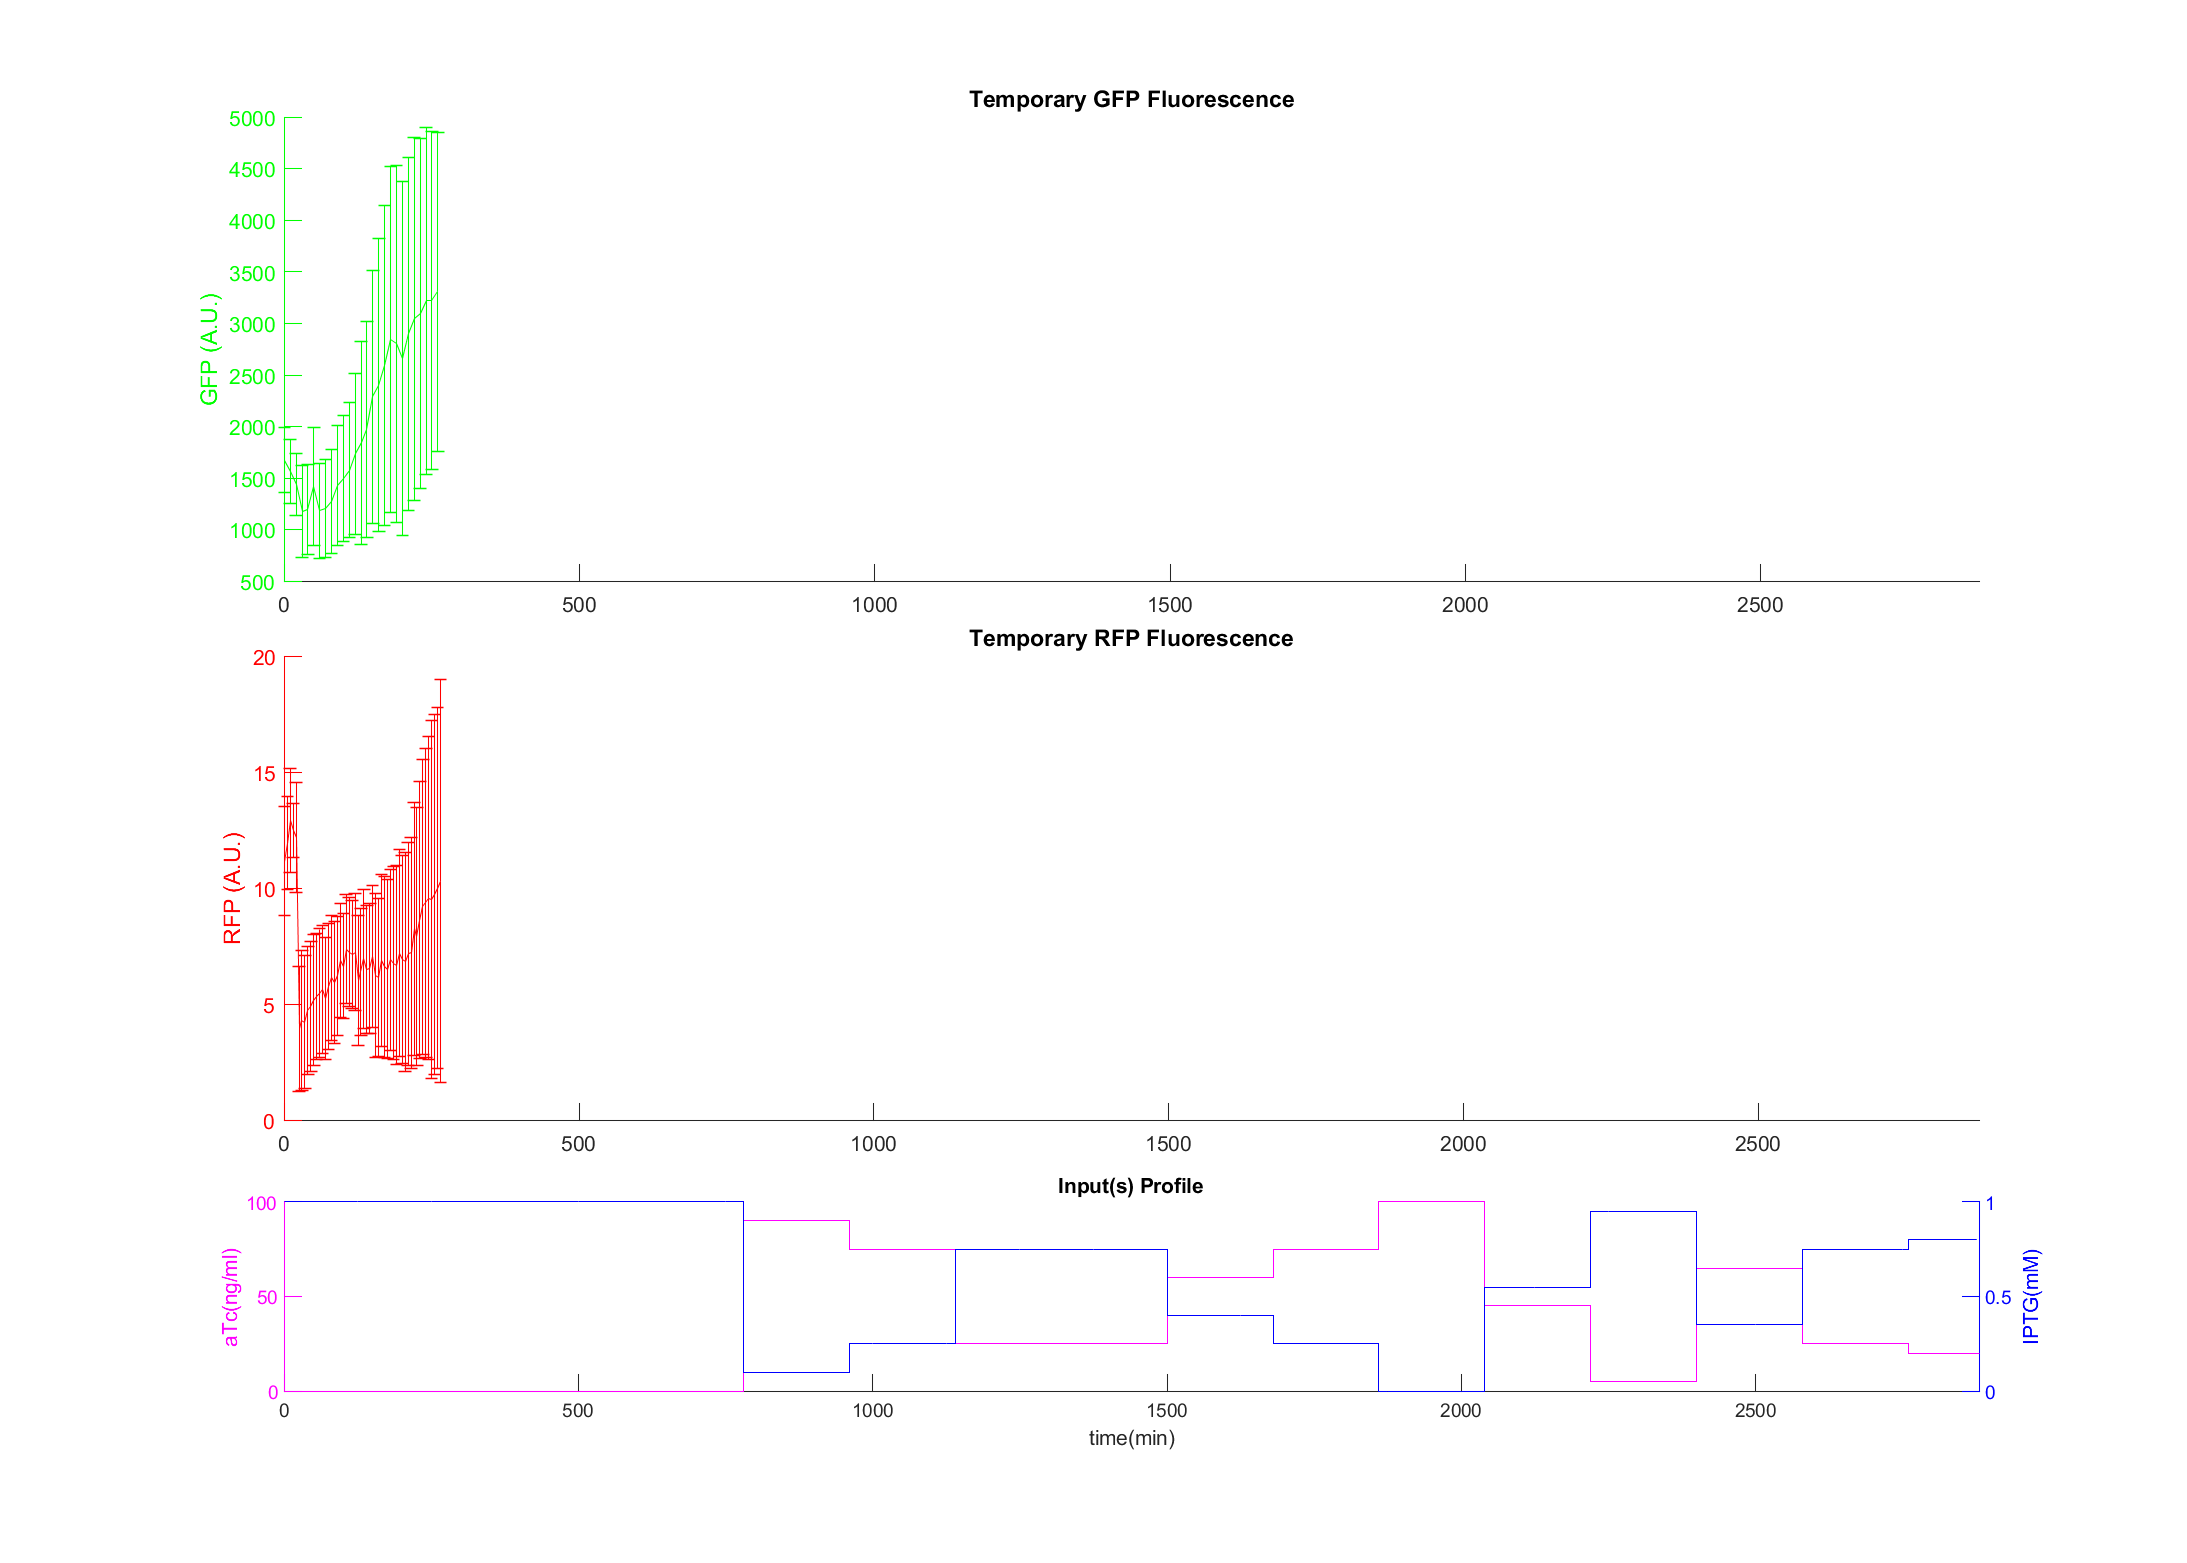 Temporary GFP Fluorescence
GFP (A.U.)
5000
4500
4000
3500
3000
2500
2000
1500
1000
500
0 500 1000 1500 2000 2500
Temporary RFP Fluorescence
RFP (A.U.)
20
15
10
5
0
0 500 1000 1500 2000 2500
Input(s) Profile
aTc(ng/ml)
100
50
0
1
0.5
0
IPTG(mM)
0 500 1000 1500 2000 2500
time(min)